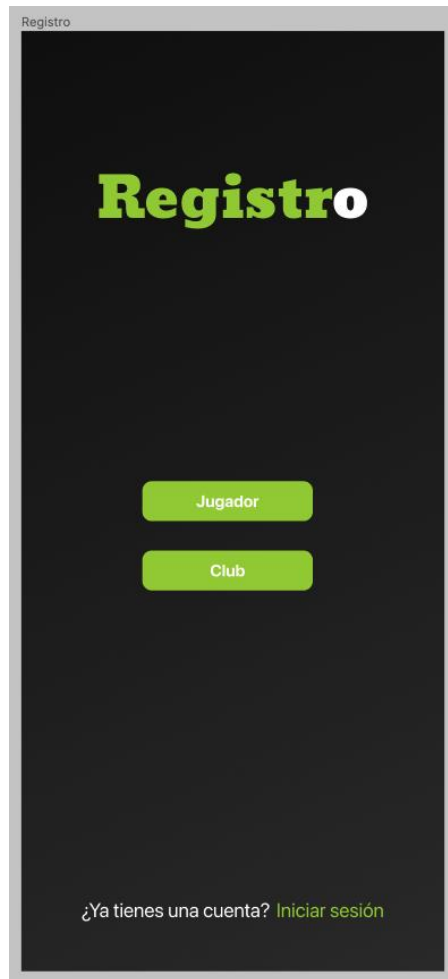 Registro
Registro
Jugador
Club
¿Ya tienes una cuenta? Iniciar sesión